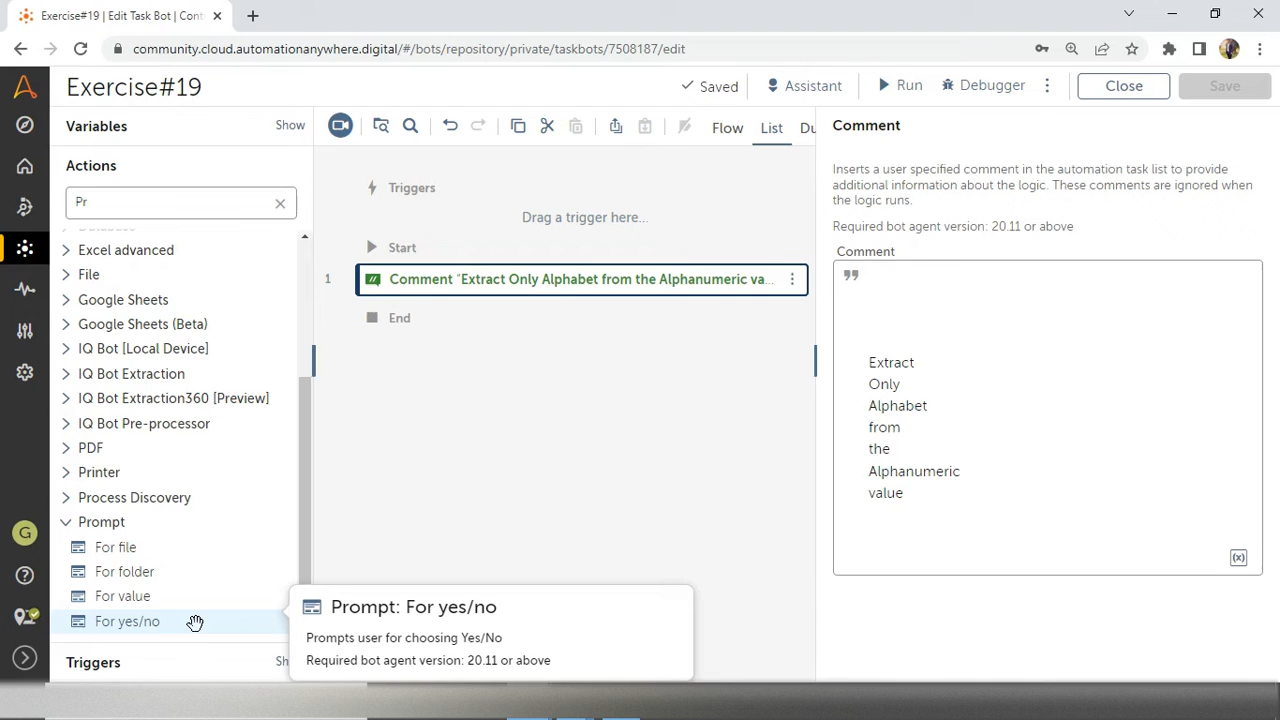 Exercise#19 | Edit Task Bot | Cont
community.cloud.automationanywhere.digital/#/bots/repository/private/taskbots/7508187/edit
Exercise#19
Saved
Assistant
Run
Debugger
Close
Save
Variables
Show
Flow
List
Du
Comment
Actions
Inserts a user specified comment in the automation task list to provide
additional information about the logic. These comments are ignored when
the logic runs.
Pr
Triggers
Drag a trigger here...
Required bot agent version: 20.11 or above
Database
Excel advanced
File
Google Sheets
Google Sheets (Beta)
IQ Bot [Local Device]
IQ Bot Extraction
IQ Bot Extraction360 [Preview]
IQ Bot Pre-processor
PDF
Printer
Process Discovery
Prompt
For file
For folder
For value
For yes/no
Triggers
Sh
Start
1 Comment "Extract Only Alphabet from the Alphanumeric va...
End
Comment
Extract
Only
Alphabet
from
the
Alphanumeric
value
(x)
Prompt: For yes/no
Prompts user for choosing Yes/No
Required bot agent version: 20.11 or above
G